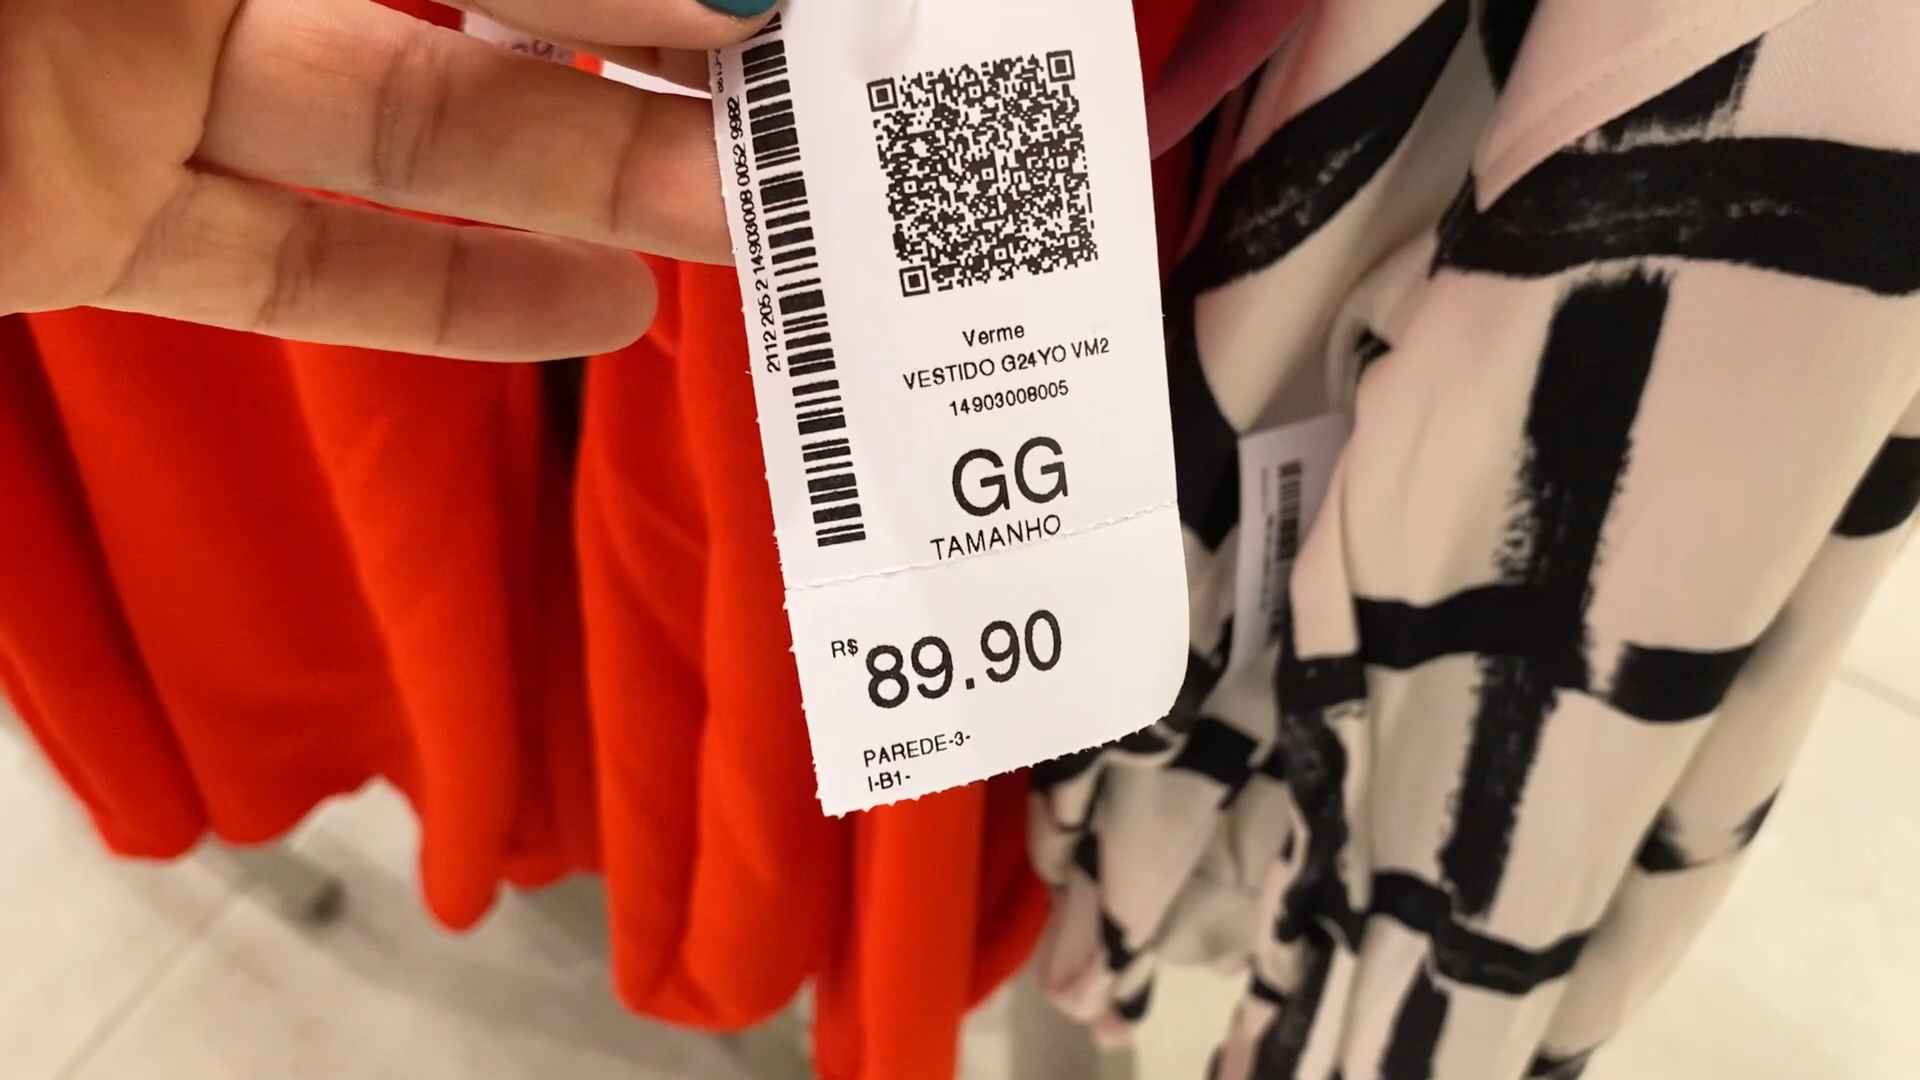 2112 205 2 14903008 0052 9982
Verme
VESTIDO G24YO VM2
14903008005
GG
TAMANHO
R$ 89.90
PAREDE-3-
I-B1-